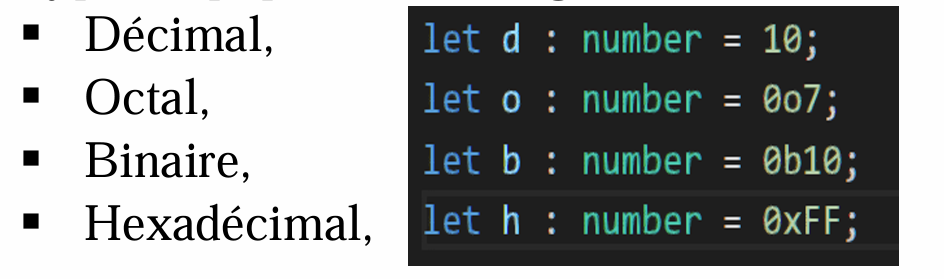 ▪ Décimal,
▪ Octal,
▪ Binaire,
▪ Hexadécimal,
let d : number = 10;
let o : number = 0o7;
let b : number = 0b10;
let h : number = 0xFF;